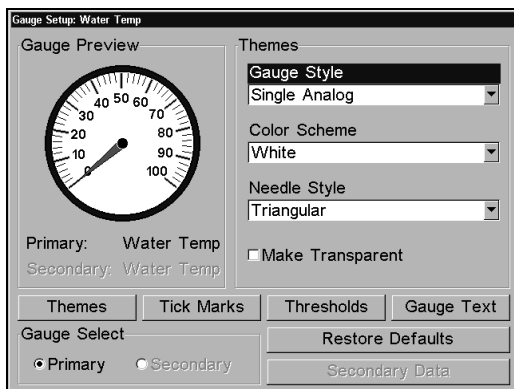 Gauge Setup: Water Temp
Gauge Preview
0
10
20
30
40
50
60
70
80
90
100
Primary: Water Temp
Secondary: Water Temp
Themes
Gauge Style
Single Analog
Color Scheme
White
Needle Style
Triangular
Make Transparent
Themes
Tick Marks
Thresholds
Gauge Text
Gauge Select
Primary
Secondary
Restore Defaults
Secondary Data